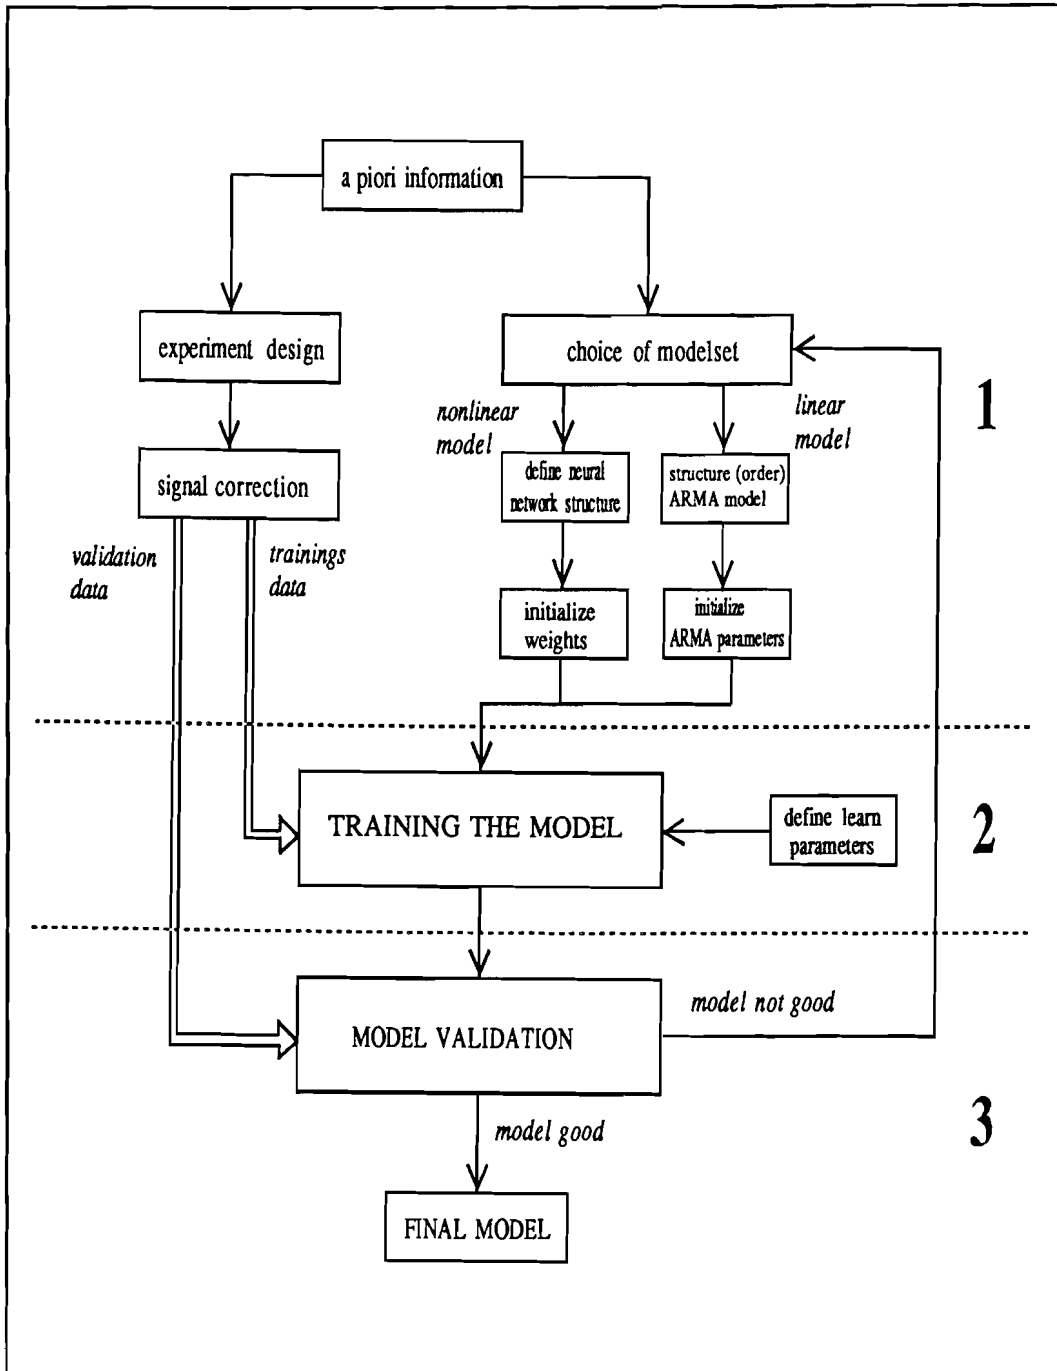 a piori information
experiment design
choice of modelset
1
nonlinear
model
linear
model
signal correction
define neural
network structure
structure (order)
ARMA model
validation
data
trainings
data
initialize
weights
initialize
ARMA parameters
TRAINING THE MODEL
define learn
parameters
2
MODEL VALIDATION
model not good
model good
3
FINAL MODEL